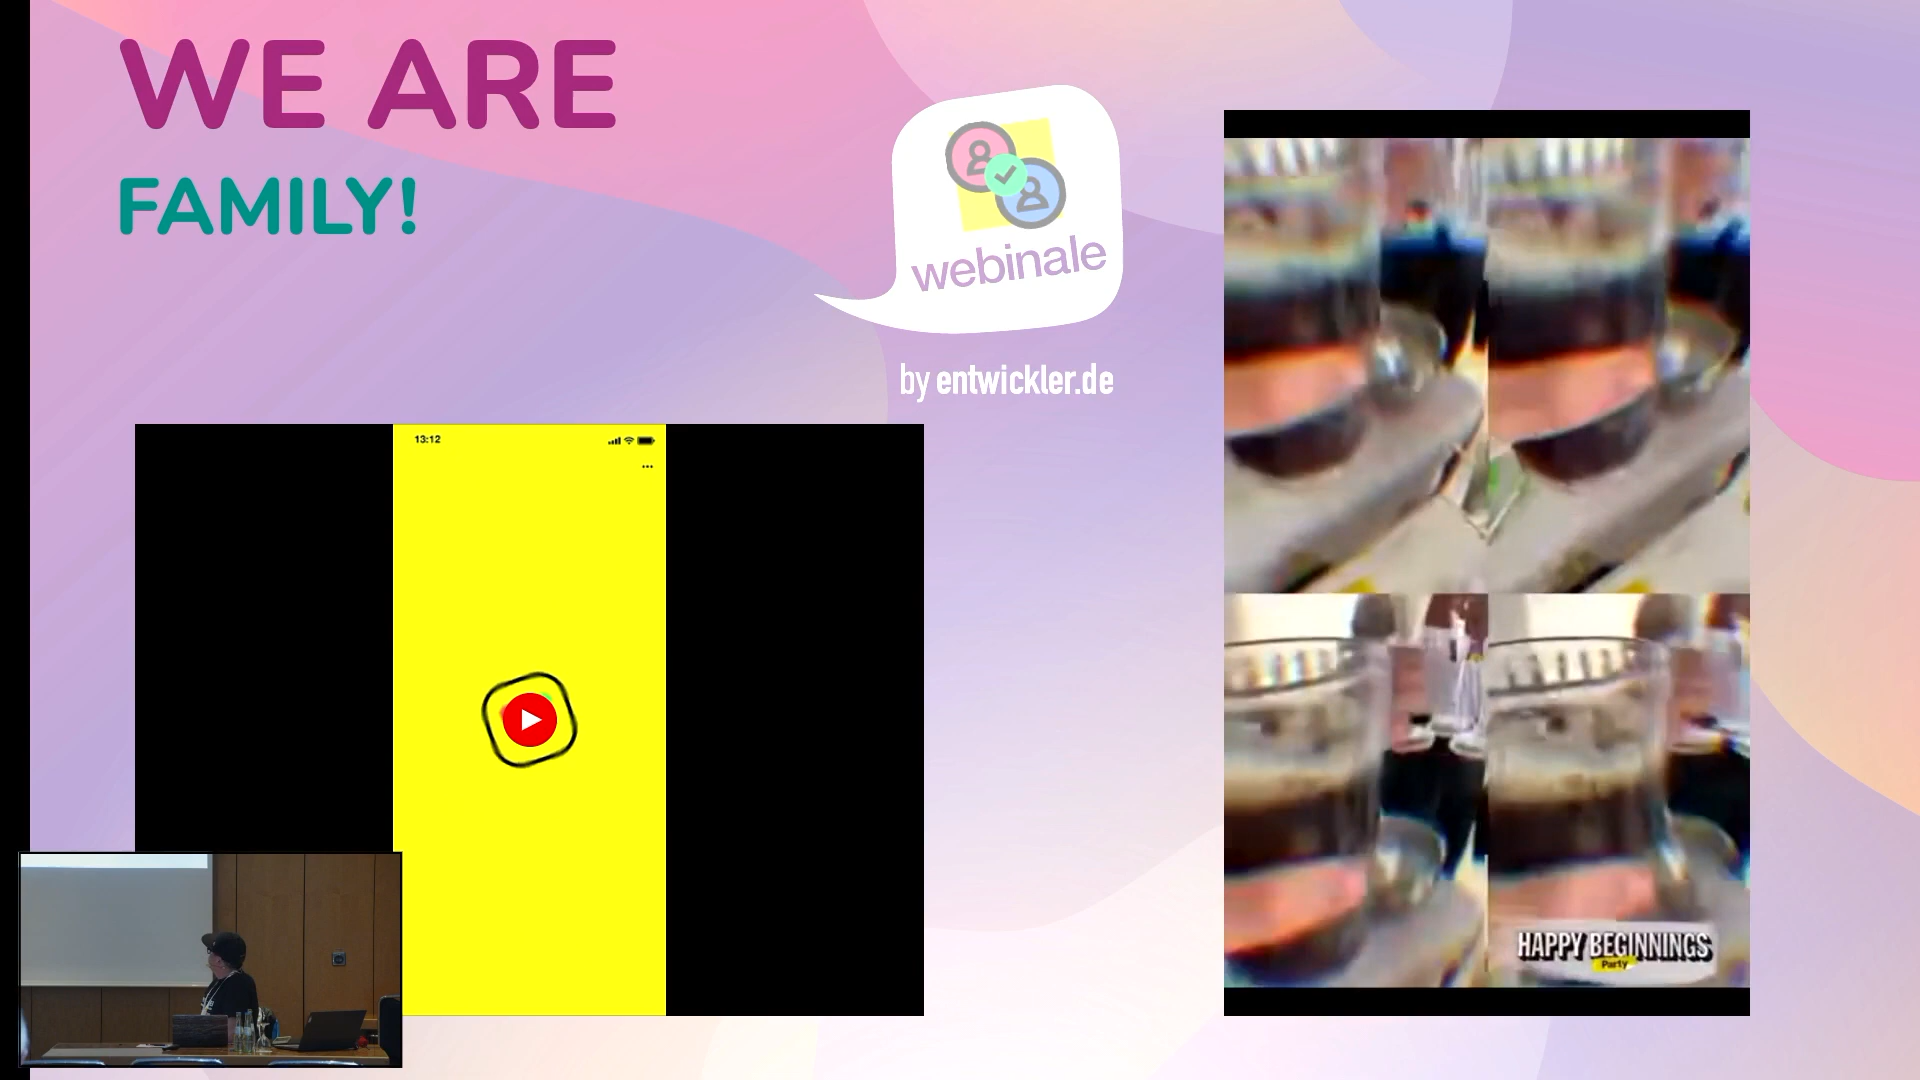 WE ARE
FAMILY!
webinale
by entwickler.de
13:12
HAPPY BEGINNINGS
Party